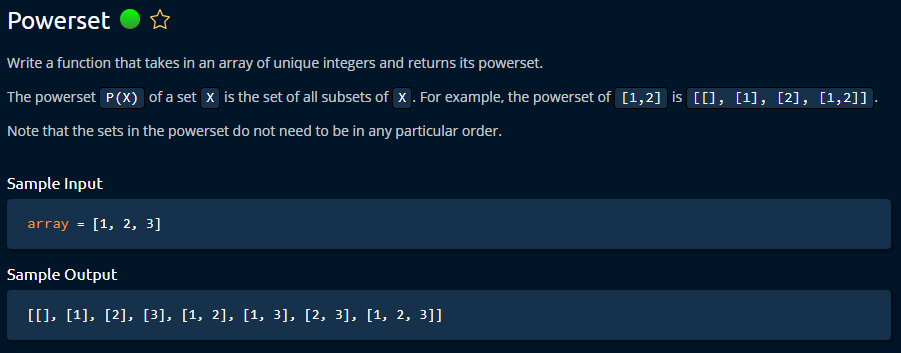 Powerset
Write a function that takes in an array of unique integers and returns its powerset.
The powerset P(X) of a set X is the set of all subsets of X. For example, the powerset of [1,2] is [[], [1], [2], [1,2]].
Note that the sets in the powerset do not need to be in any particular order.
Sample Input
array = [1, 2, 3]
Sample Output
[[], [1], [2], [3], [1, 2], [1, 3], [2, 3], [1, 2, 3]]